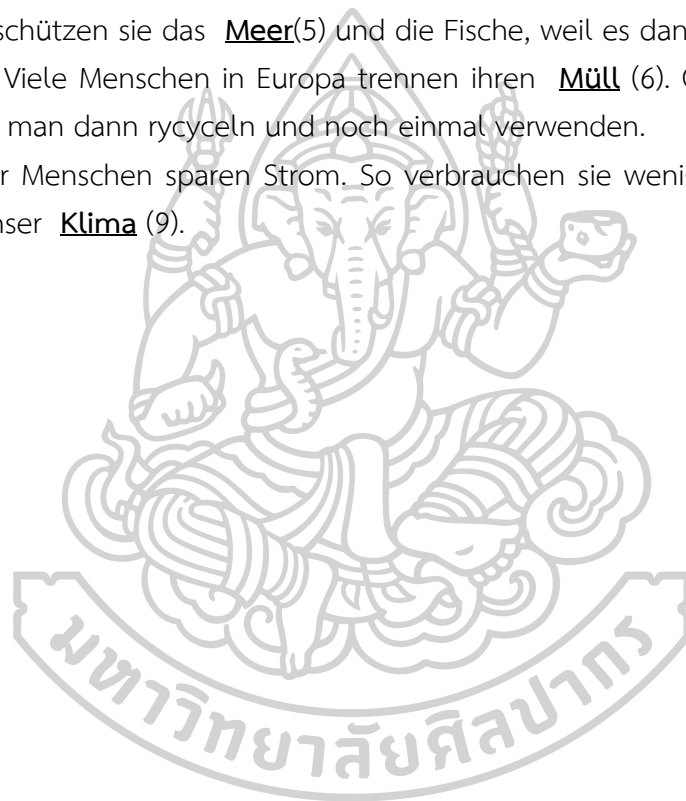 schützen sie das Meer(5) und die Fische, weil es dan
Viele Menschen in Europa trennen ihren Müll (6).
man dann rycyceln und noch einmal verwenden.
r Menschen sparen Strom. So verbrauchen sie weni
nser Klima (9).
มหาวิทยาลัยศิลปากร